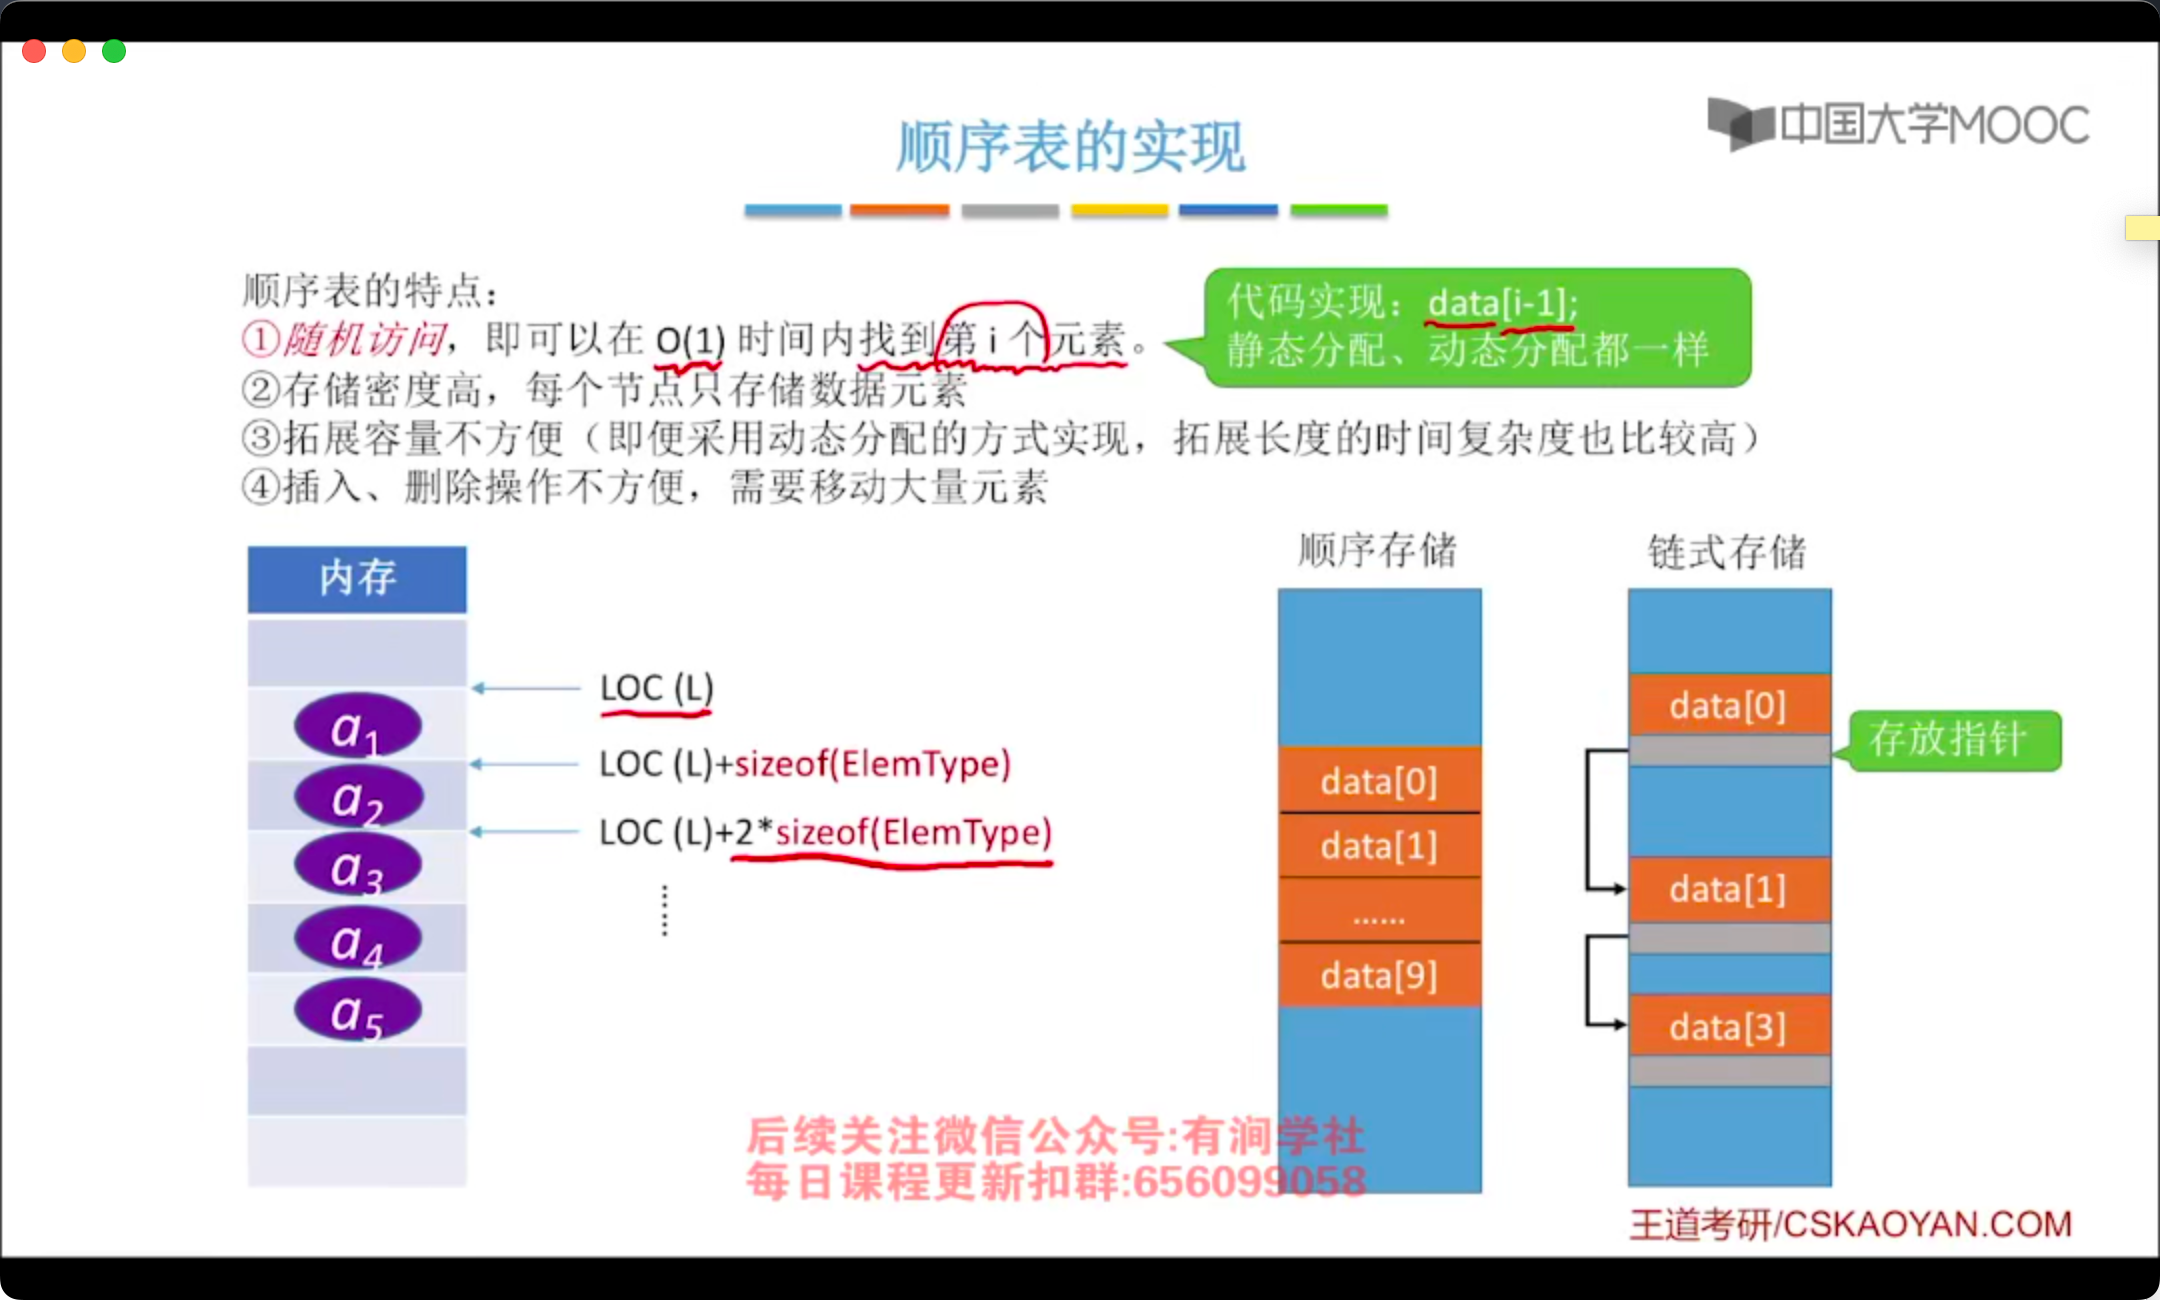 中国大学MOOC
顺序表的实现
顺序表的特点：
①随机访问，即可以在 O(1) 时间内找到第 i 个元素。
代码实现：data[i-1];
静态分配、动态分配都一样
②存储密度高，每个节点只存储数据元素
③拓展容量不方便（即便采用动态分配的方式实现，拓展长度的时间复杂度也比较高）
④插入、删除操作不方便，需要移动大量元素
内存
a1
a2
a3
a4
a5
LOC (L)
LOC (L)+sizeof(ElemType)
LOC (L)+2*sizeof(ElemType)
顺序存储
data[0]
data[1]
......
data[9]
链式存储
data[0]
存放指针
data[1]
data[3]
后续关注微信公众号:有涧学社
每日课程更新扣群:656099058
王道考研/CSKAOYAN.COM